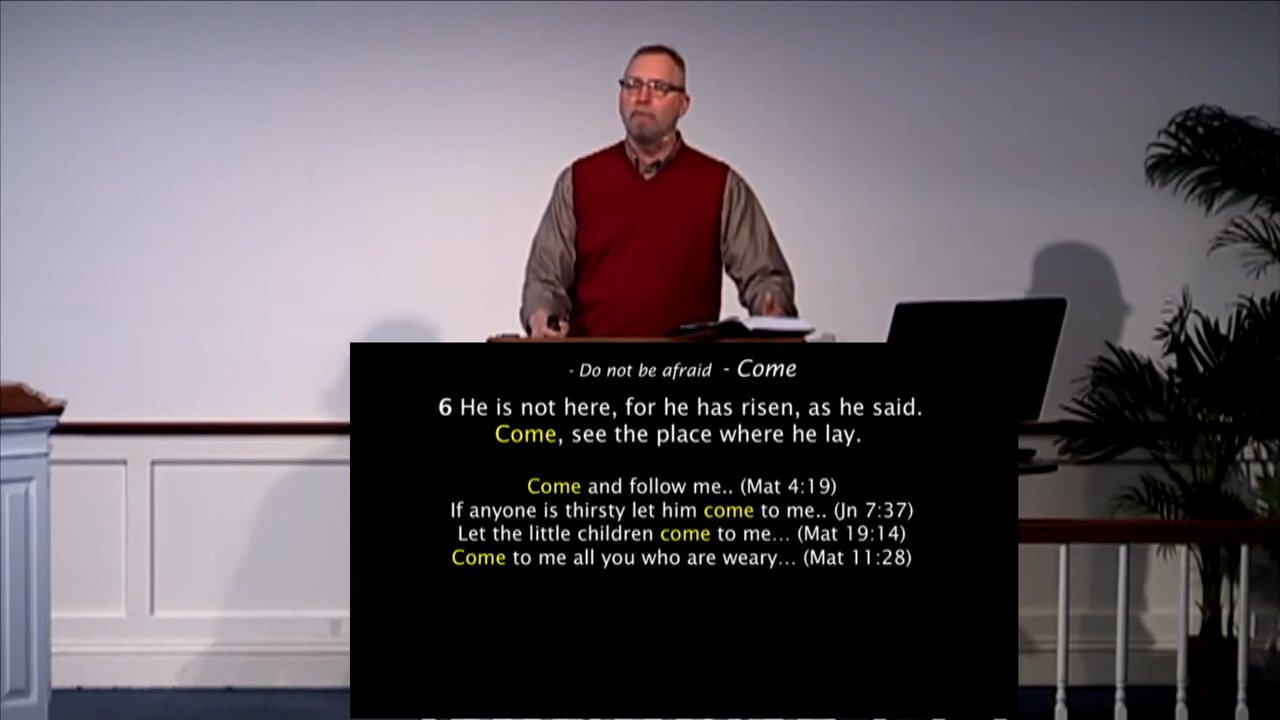 - Do not be afraid - Come
6 He is not here, for he has risen, as he said.
Come, see the place where he lay.
Come and follow me.. (Mat 4:19)
If anyone is thirsty let him come to me.. (Jn 7:37)
Let the little children come to me... (Mat 19:14)
Come to me all you who are weary... (Mat 11:28)